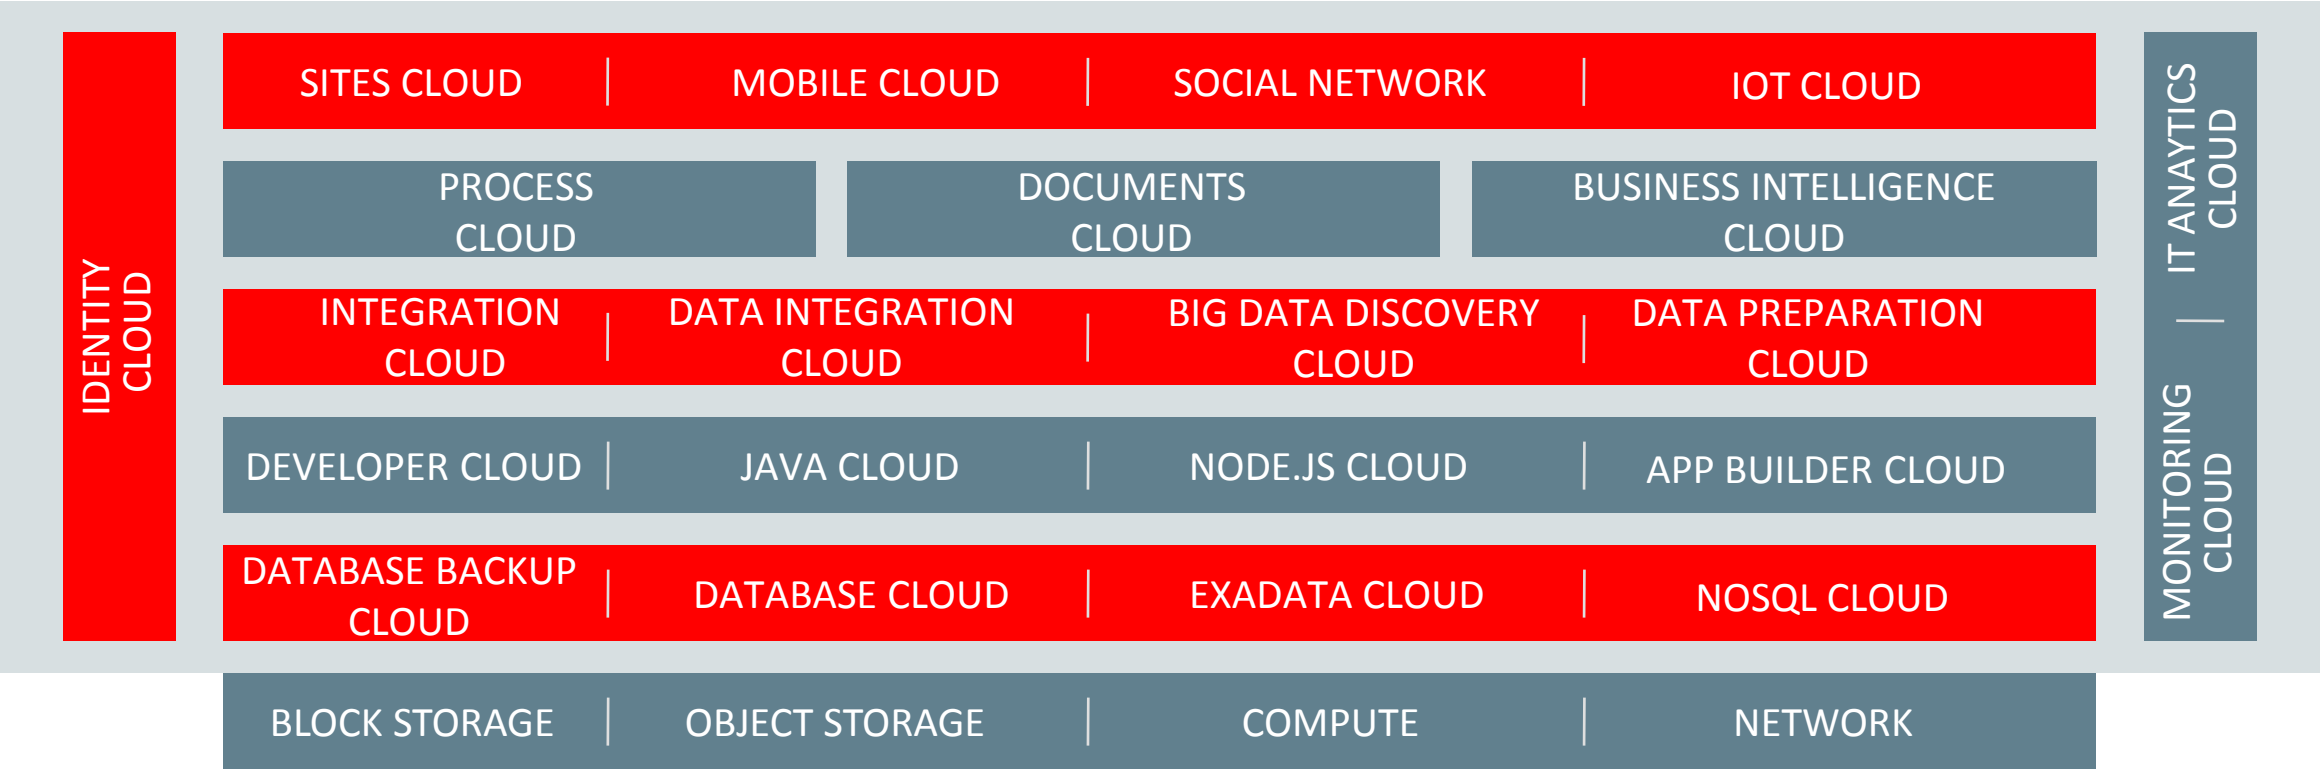 IDENTITY
CLOUD
SITES CLOUD
MOBILE CLOUD
SOCIAL NETWORK
IOT CLOUD
PROCESS
CLOUD
DOCUMENTS
CLOUD
BUSINESS INTELLIGENCE
CLOUD
INTEGRATION
CLOUD
DATA INTEGRATION
CLOUD
BIG DATA DISCOVERY
CLOUD
DATA PREPARATION
CLOUD
DEVELOPER CLOUD
JAVA CLOUD
NODE.JS CLOUD
APP BUILDER CLOUD
DATABASE BACKUP
CLOUD
DATABASE CLOUD
EXADATA CLOUD
NOSQL CLOUD
BLOCK STORAGE
OBJECT STORAGE
COMPUTE
NETWORK
MONITORING
CLOUD
IT ANAYTICS
CLOUD